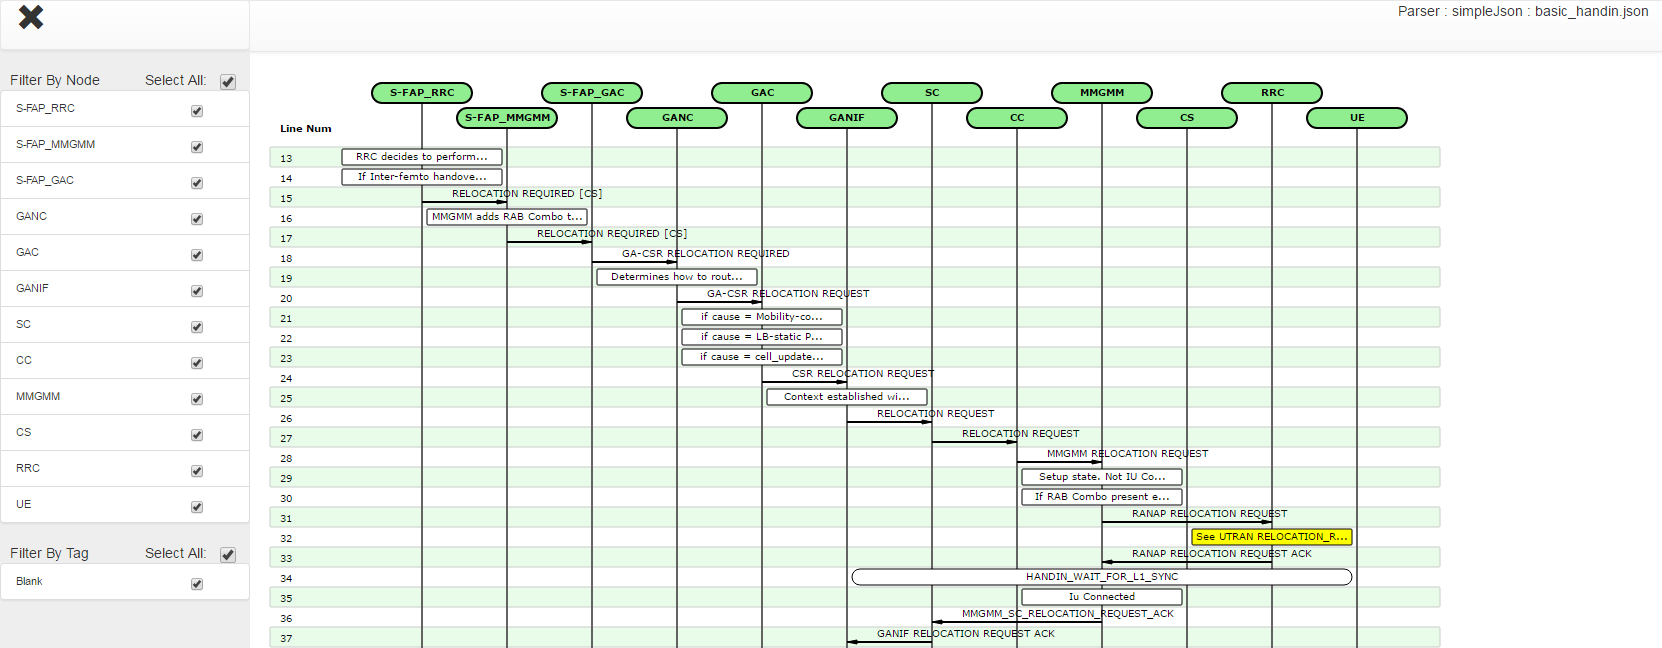 Parser : simpleJson : basic_handin.json
Filter By Node Select All:
S-FAP_RRC
S-FAP_MMGMM
S-FAP_GAC
GANC
GAC
GANIF
SC
CC
MMGMM
CS
RRC
UE
Filter By Tag Select All:
Blank
S-FAP_RRC S-FAP_GAC GAC SC MMGMM RRC
S-FAP_MMGMM GANC GANIF CC CS UE
Line Num
13 RRC decides to perform...
14 If Inter-femto handove...
15 RELOCATION REQUIRED [CS]
16 MMGMM adds RAB Combo t...
17 RELOCATION REQUIRED [CS]
18 GA-CSR RELOCATION REQUIRED
19 Determines how to rout...
20 GA-CSR RELOCATION REQUEST
21 if cause = Mobility-co...
22 if cause = LB-static P...
23 if cause = cell_update...
24 CSR RELOCATION REQUEST
25 Context established wi...
26 RELOCATION REQUEST
27 RELOCATION REQUEST
28 MMGMM RELOCATION REQUEST
29 Setup state. Not IU Co...
30 If RAB Combo present e...
31 RANAP RELOCATION REQUEST
32 See UTRAN RELOCATION_R...
33 RANAP RELOCATION REQUEST ACK
34 HANDIN_WAIT_FOR_L1_SYNC
35 Iu Connected
36 MMGMM_SC_RELOCATION_REQUEST_ACK
37 GANIF RELOCATION REQUEST ACK